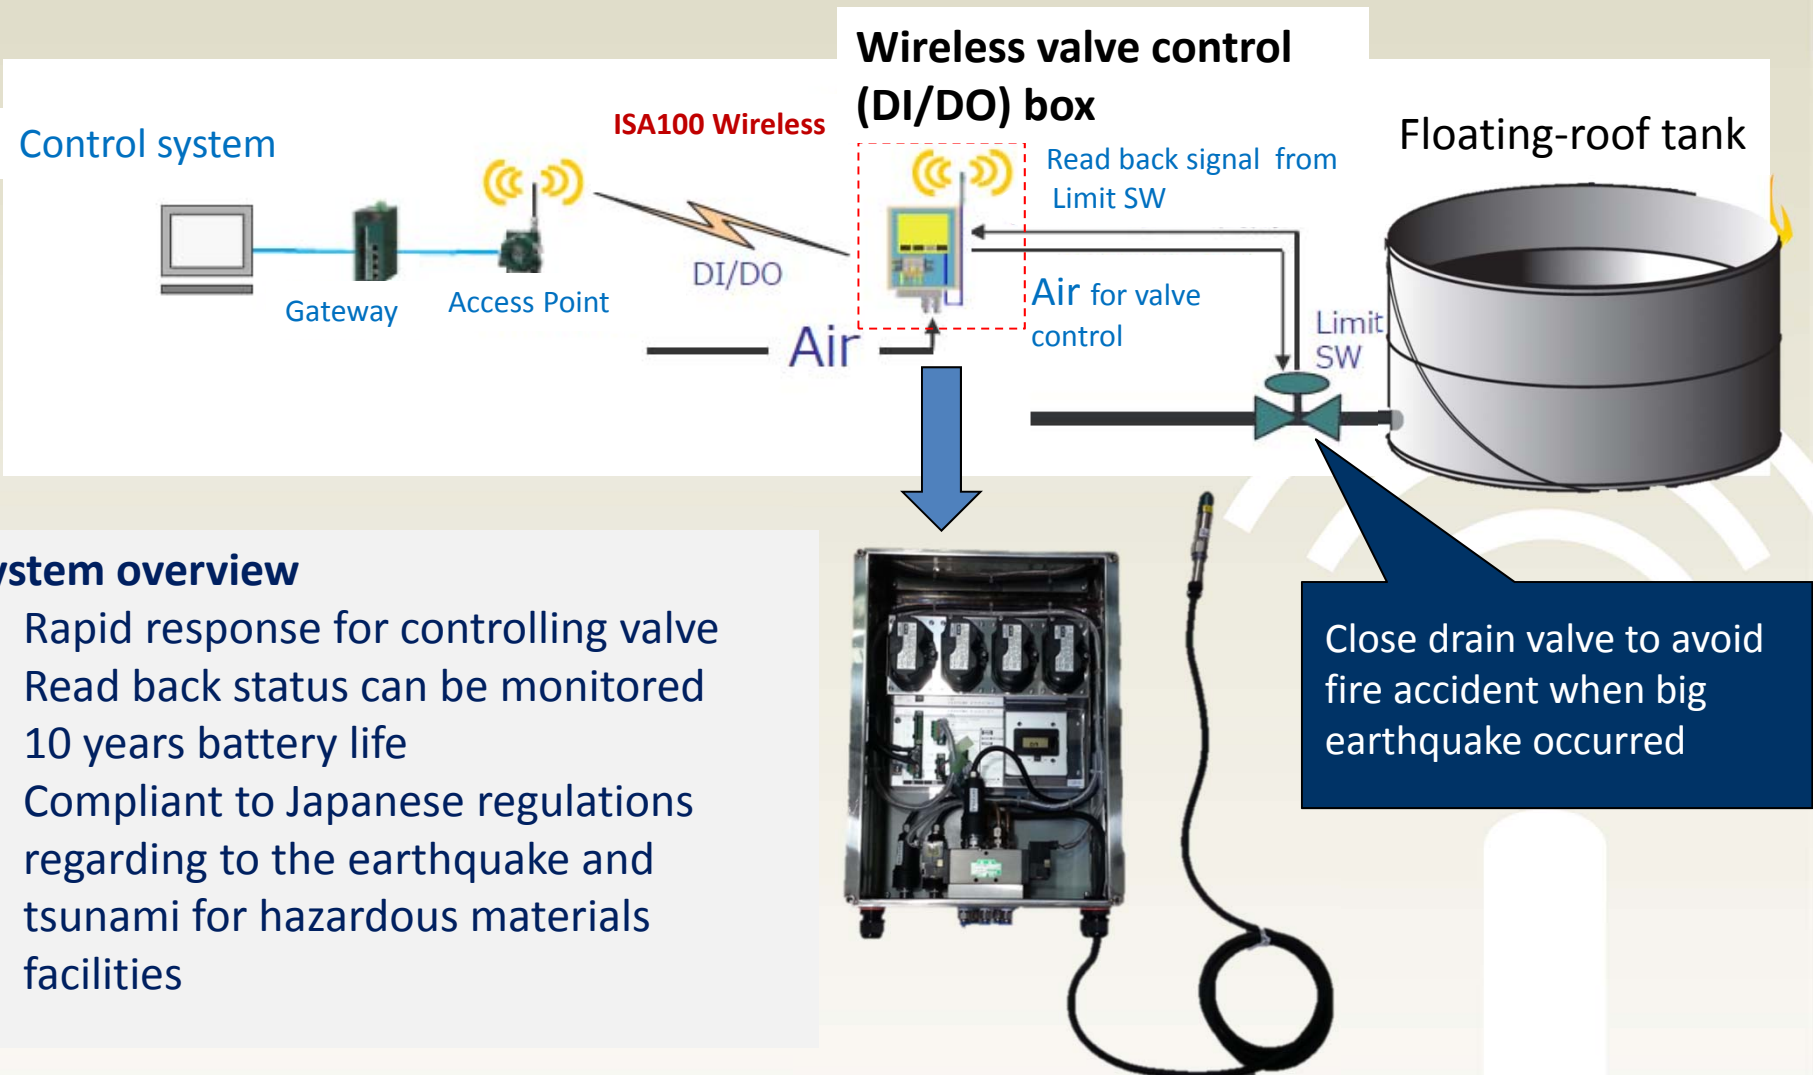 Wireless valve control
(DI/DO) box
Control system
ISA100 Wireless
Floating-roof tank
Read back signal from
Limit SW
DI/DO
Gateway
Access Point
Air for valve
control
Air
Limit
SW
ystem overview
Rapid response for controlling valve
Read back status can be monitored
10 years battery life
Compliant to Japanese regulations
regarding to the earthquake and
tsunami for hazardous materials
facilities
Close drain valve to avoid
fire accident when big
earthquake occurred